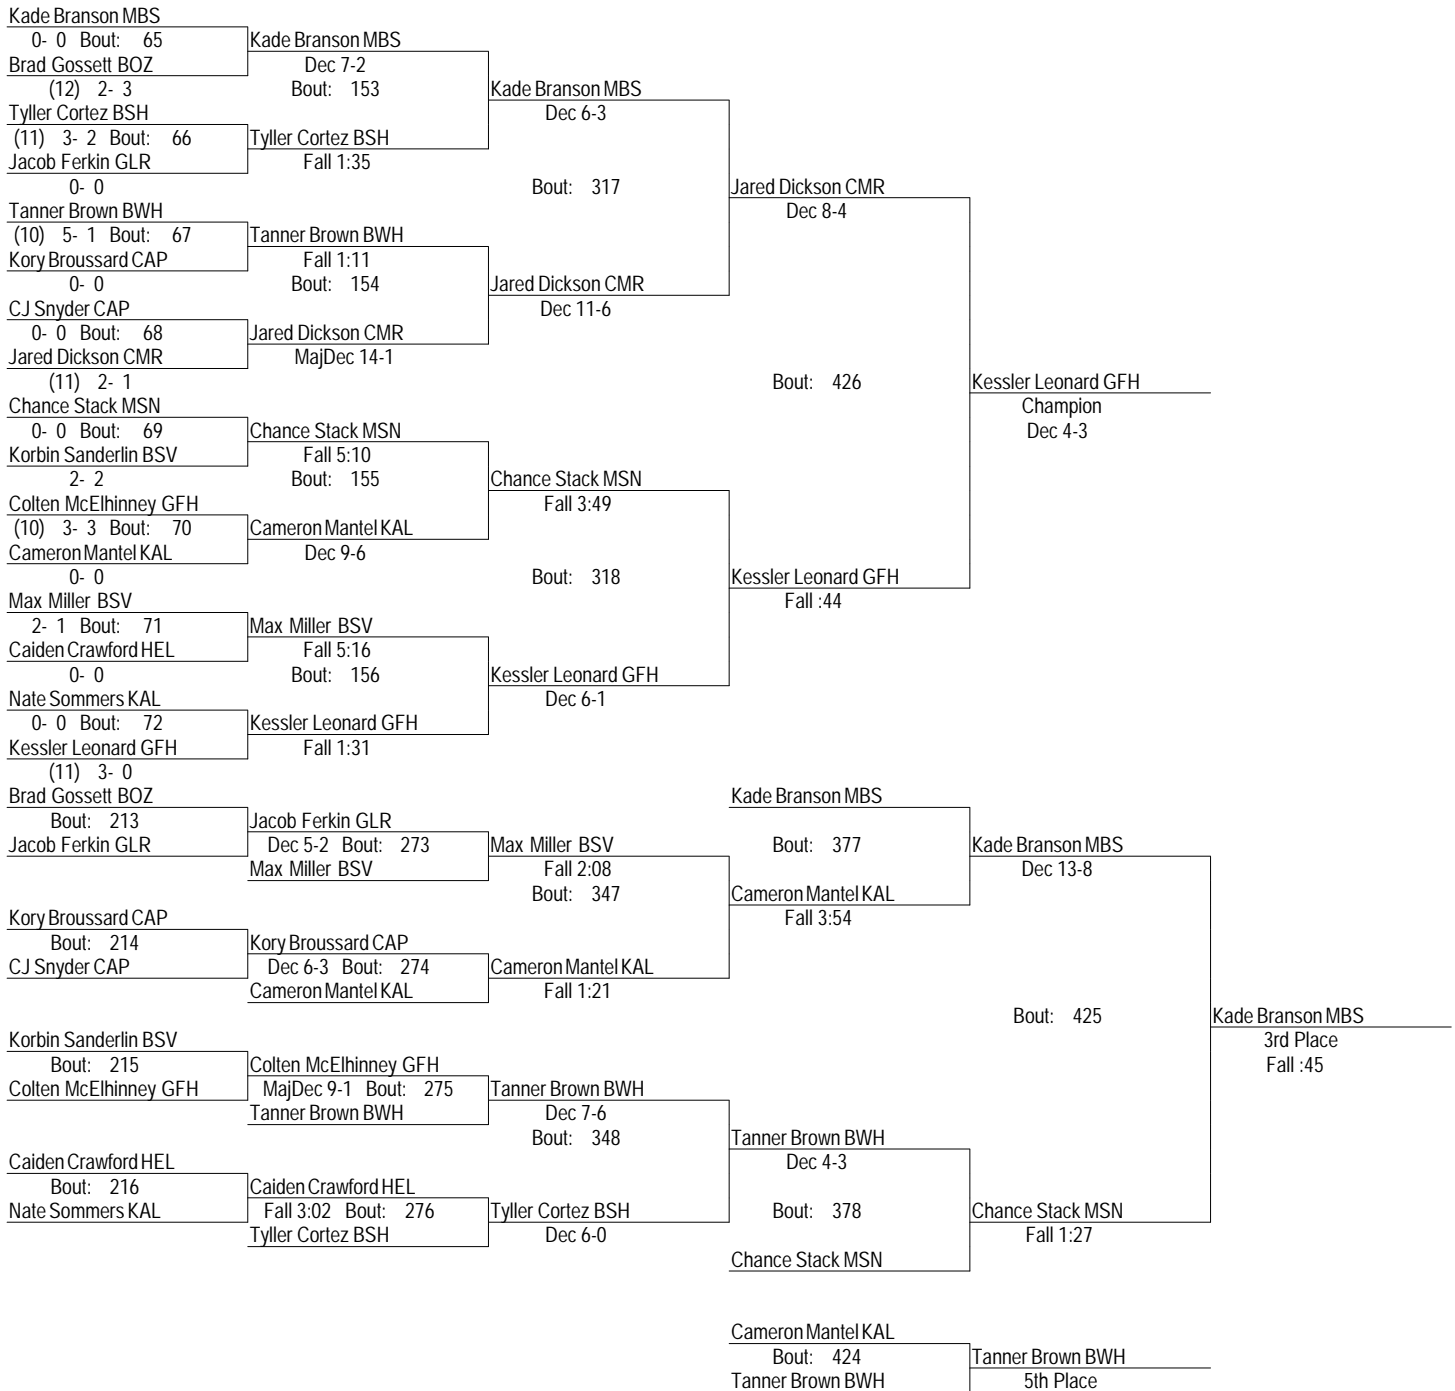 Kade Branson MBS
0- 0 Bout: 65
Kade Branson MBS
Brad Gossett BOZ
Dec 7-2
(12) 2- 3
Bout: 153
Kade Branson MBS
Tyller Cortez BSH
Dec 6-3
(11) 3- 2 Bout: 66
Tyller Cortez BSH
Jacob Ferkin GLR
Fall 1:35
0- 0
Bout: 317
Jared Dickson CMR
Tanner Brown BWH
Dec 8-4
(10) 5- 1 Bout: 67
Tanner Brown BWH
Kory Broussard CAP
Fall 1:11
0- 0
Bout: 154
Jared Dickson CMR
CJ Snyder CAP
Dec 11-6
0- 0 Bout: 68
Jared Dickson CMR
Jared Dickson CMR
MajDec 14-1
(11) 2- 1
Bout: 426
Kessler Leonard GFH
Chance Stack MSN
Champion
0- 0 Bout: 69
Chance Stack MSN
Dec 4-3
Korbin Sanderlin BSV
Fall 5:10
2- 2
Bout: 155
Chance Stack MSN
Colten McElhinney GFH
Fall 3:49
(10) 3- 3 Bout: 70
Cameron Mantel KAL
Cameron Mantel KAL
Dec 9-6
0- 0
Bout: 318
Kessler Leonard GFH
Max Miller BSV
Fall :44
2- 1 Bout: 71
Max Miller BSV
Caiden Crawford HEL
Fall 5:16
0- 0
Bout: 156
Kessler Leonard GFH
Nate Sommers KAL
Dec 6-1
0- 0 Bout: 72
Kessler Leonard GFH
Kessler Leonard GFH
Fall 1:31
(11) 3- 0
Brad Gossett BOZ
Kade Branson MBS
Bout: 213
Jacob Ferkin GLR
Jacob Ferkin GLR
Dec 5-2 Bout: 273
Max Miller BSV
Bout: 377
Kade Branson MBS
Max Miller BSV
Fall 2:08
Dec 13-8
Bout: 347
Cameron Mantel KAL
Kory Broussard CAP
Fall 3:54
Bout: 214
Kory Broussard CAP
CJ Snyder CAP
Dec 6-3 Bout: 274
Cameron Mantel KAL
Cameron Mantel KAL
Fall 1:21
Bout: 425
Kade Branson MBS
Korbin Sanderlin BSV
3rd Place
Bout: 215
Colten McElhinney GFH
Fall :45
Colten McElhinney GFH
MajDec 9-1 Bout: 275
Tanner Brown BWH
Tanner Brown BWH
Dec 7-6
Bout: 348
Tanner Brown BWH
Caiden Crawford HEL
Dec 4-3
Bout: 216
Caiden Crawford HEL
Nate Sommers KAL
Fall 3:02 Bout: 276
Tyller Cortez BSH
Bout: 378
Chance Stack MSN
Tyller Cortez BSH
Dec 6-0
Fall 1:27
Chance Stack MSN
Cameron Mantel KAL
Bout: 424
Tanner Brown BWH
Tanner Brown BWH
5th Place